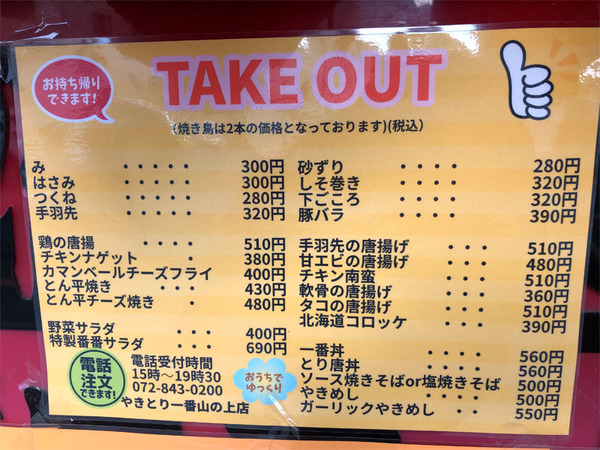 お持ち帰り
できます!
TAKE OUT
(焼き鳥は2本の価格となっております)(税込)
み ・・・・・ 300円
はさみ ・・・・・ 300円
つくね ・・・・・ 280円
手羽先 ・・・・・ 320円
砂ずり ・・・・ 280円
しそ巻き ・・・・ 320円
下ごころ ・・・・ 320円
豚バラ ・・・・ 390円
鶏の唐揚 ・・・・ 510円
チキンナゲット ・ 380円
カマンベールチーズフライ 400円
とん平焼き ・・・ 430円
とん平チーズ焼き ・ 480円
手羽先の唐揚げ ・・・ 510円
甘エビの唐揚げ ・・・ 480円
チキン南蛮 ・・・ 510円
軟骨の唐揚げ ・・・ 360円
タコの唐揚げ ・・・ 510円
北海道コロッケ ・・・ 390円
野菜サラダ ・・・ 400円
特製番番サラダ ・・・ 690円
一番丼 ・・・ 560円
とり唐丼 ・・・ 560円
ソース焼きそばor塩焼きそば 500円
やきめし ・・・・ 500円
ガーリックやきめし ・・ 550円
電話
注文
できます!
電話受付時間
15時〜19時30
072-843-0200
やきとり一番山の上店
おうちで
ゆっくり